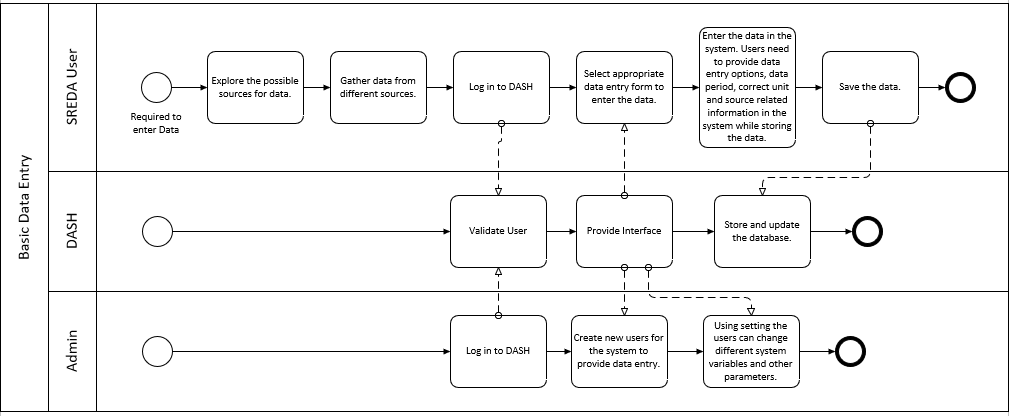 Basic Data Entry
SREDA User
Required to
enter Data
Explore the possible
sources for data.
Gather data from
different sources.
Log in to DASH
Select appropriate
data entry form to
enter the data.
Enter the data in the
system. Users need
to provide data
entry options, data
period, correct unit
and source related
information in the
system while storing
the data.
Save the data.
DASH
Validate User
Provide Interface
Store and update
the database.
Admin
Log in to DASH
Create new users for
the system to
provide data entry.
Using setting the
users can change
different system
variables and other
parameters.